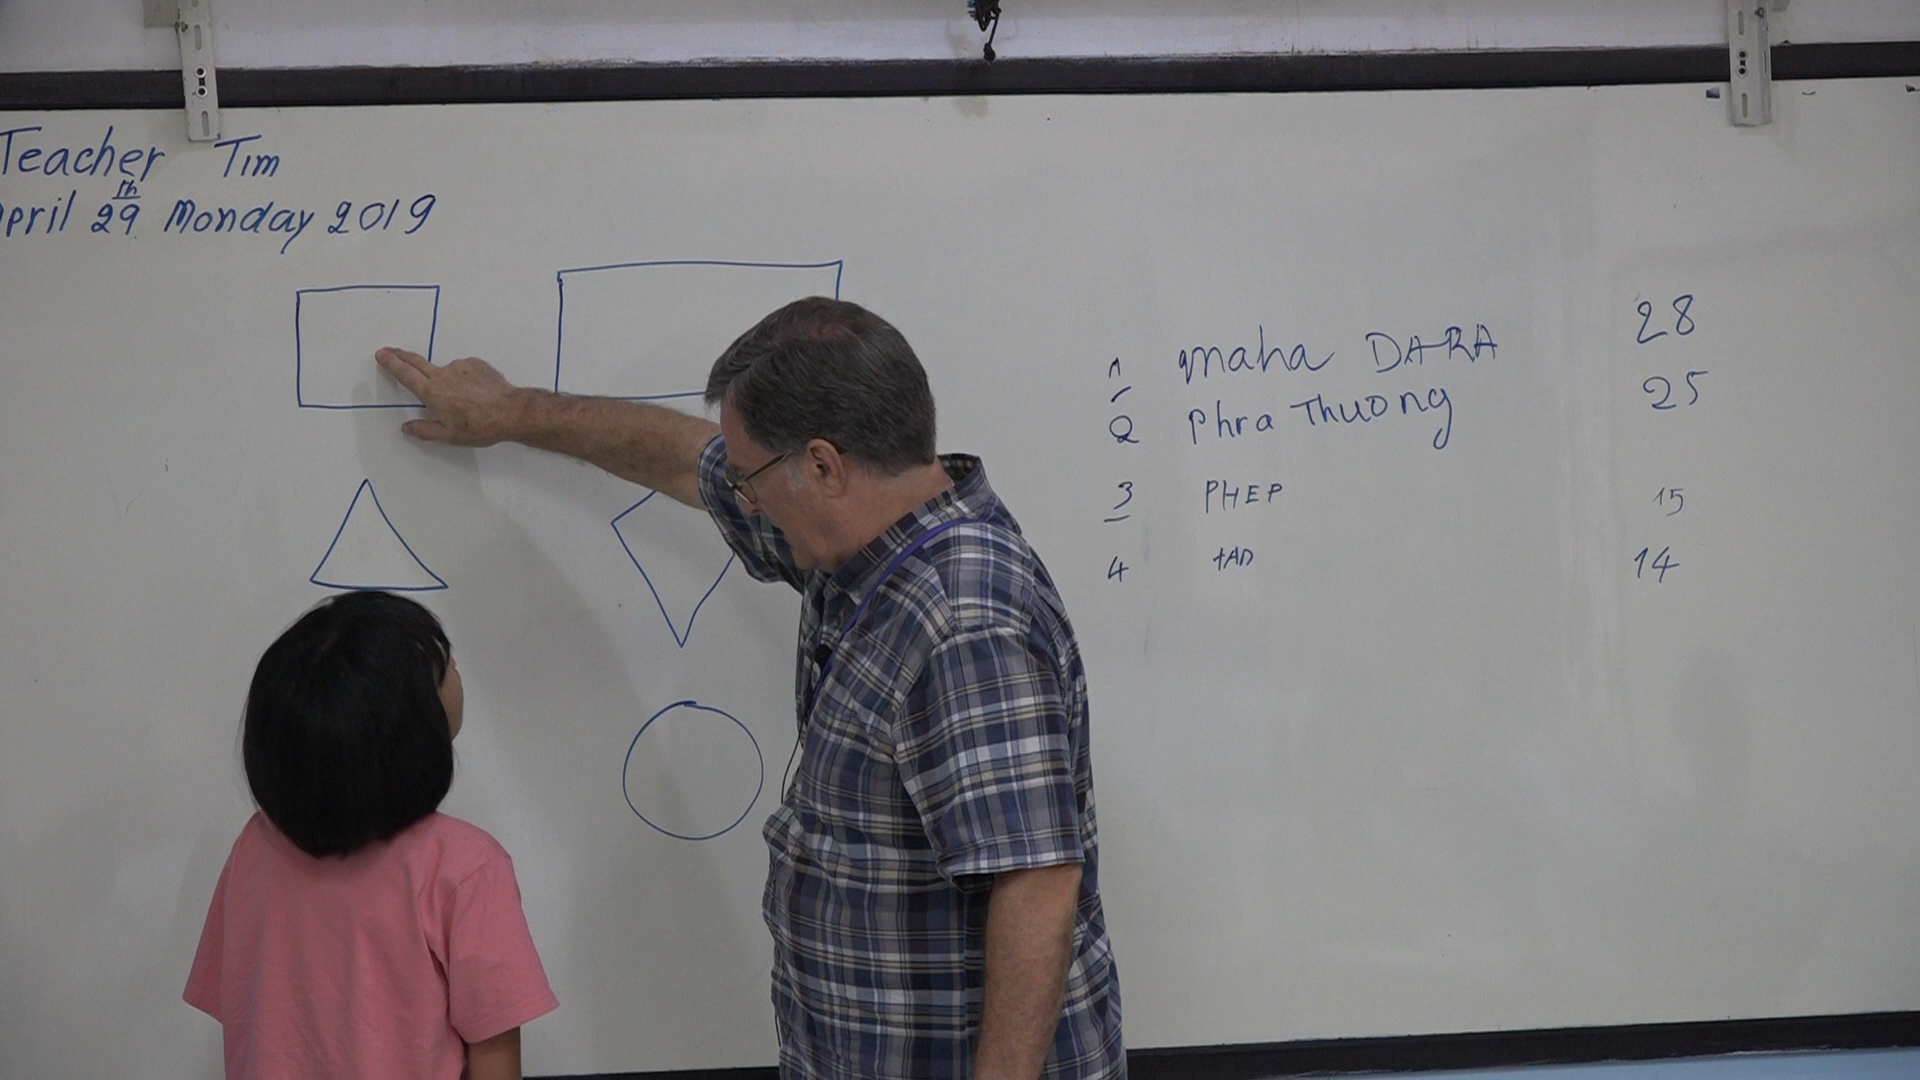 Teacher Tim
April 29th Monday 2019
1 maha DARA 28
2 Phra Thuong 25
3 PHEP 15
4 tAD 14